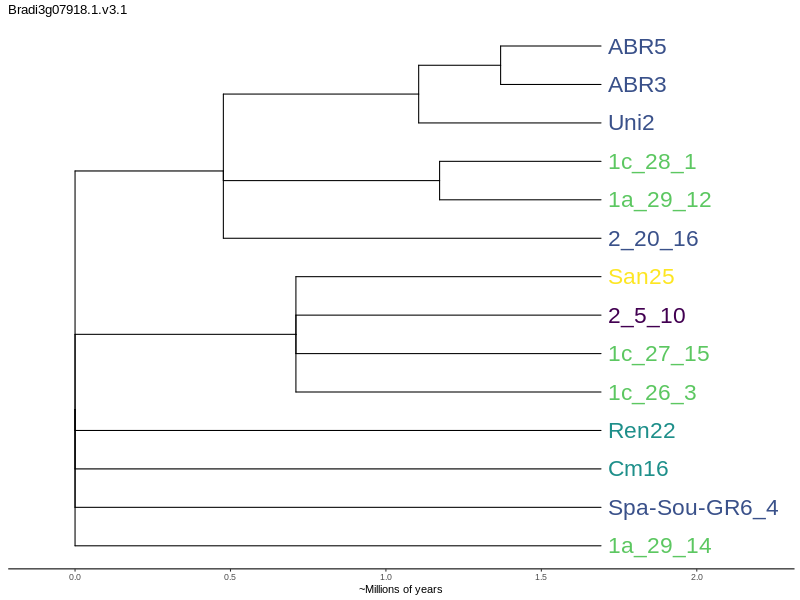 Bradi3g07918.1.v3.1
ABR5
ABR3
Uni2
1c_28_1
1a_29_12
2_20_16
San25
2_5_10
1c_27_15
1c_26_3
Ren22
Cm16
Spa-Sou-GR6_4
1a_29_14
0.0 0.5 1.0 1.5 2.0
~Millions of years